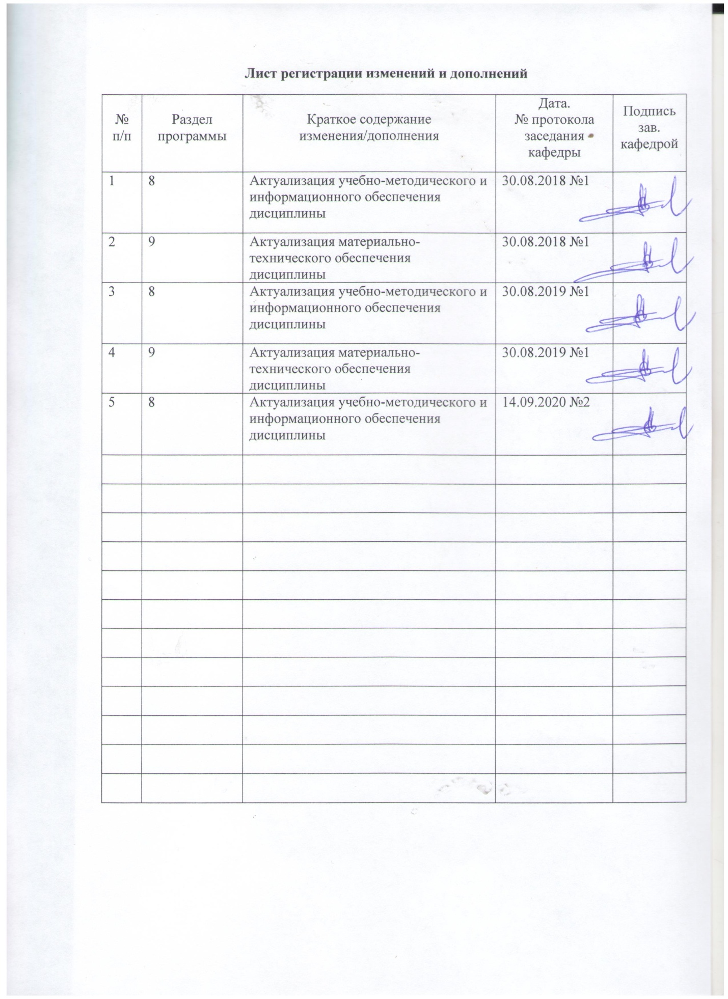 Лист регистрации изменений и дополнений
№
п/п
Раздел
программы
Краткое содержание
изменения/дополнения
Дата.
№ протокола
заседания
кафедры
Подпись
зав.
кафедрой
1
8
Актуализация учебно-методического и
информационного обеспечения
дисциплины
30.08.2018 №1
2
9
Актуализация материально-
технического обеспечения
дисциплины
30.08.2018 №1
3
8
Актуализация учебно-методического и
информационного обеспечения
дисциплины
30.08.2019 №1
4
9
Актуализация материально-
технического обеспечения
дисциплины
30.08.2019 №1
5
8
Актуализация учебно-методического и
информационного обеспечения
дисциплины
14.09.2020 №2